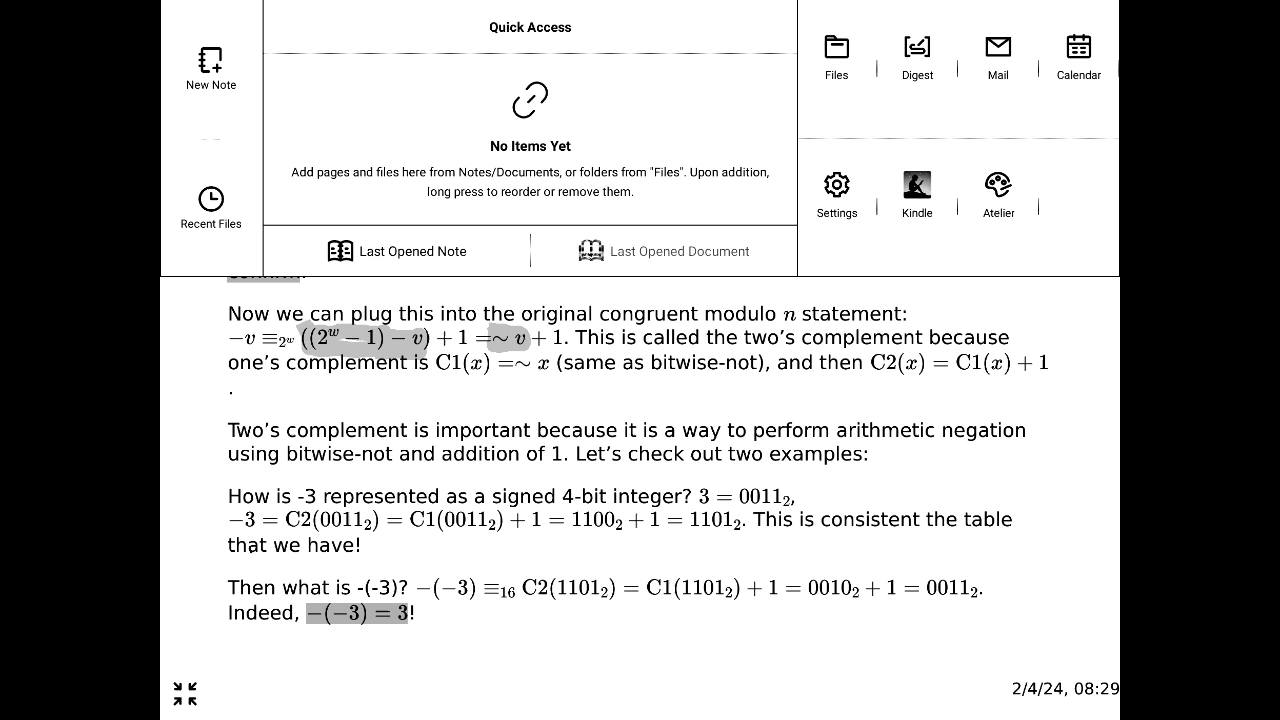 Quick Access
New Note
Recent Files
No Items Yet
Add pages and files here from Notes/Documents, or folders from "Files". Upon addition,
long press to reorder or remove them.
Last Opened Note
Last Opened Document
Files
Digest
Mail
Calendar
Settings
Kindle
Atelier
Now we can plug this into the original congruent modulo n statement:
−v ≡₂ʷ ((2ʷ − 1) − v) + 1 =∼ v + 1. This is called the two’s complement because
one’s complement is C1(x) =∼ x (same as bitwise-not), and then C2(x) = C1(x) + 1
.
Two’s complement is important because it is a way to perform arithmetic negation
using bitwise-not and addition of 1. Let’s check out two examples:
How is -3 represented as a signed 4-bit integer? 3 = 0011₂,
−3 = C2(0011₂) = C1(0011₂) + 1 = 1100₂ + 1 = 1101₂. This is consistent the table
that we have!
Then what is -(-3)? −(−3) ≡₁₆ C2(1101₂) = C1(1101₂) + 1 = 0010₂ + 1 = 0011₂.
Indeed, −(−3) = 3!
2/4/24, 08:29